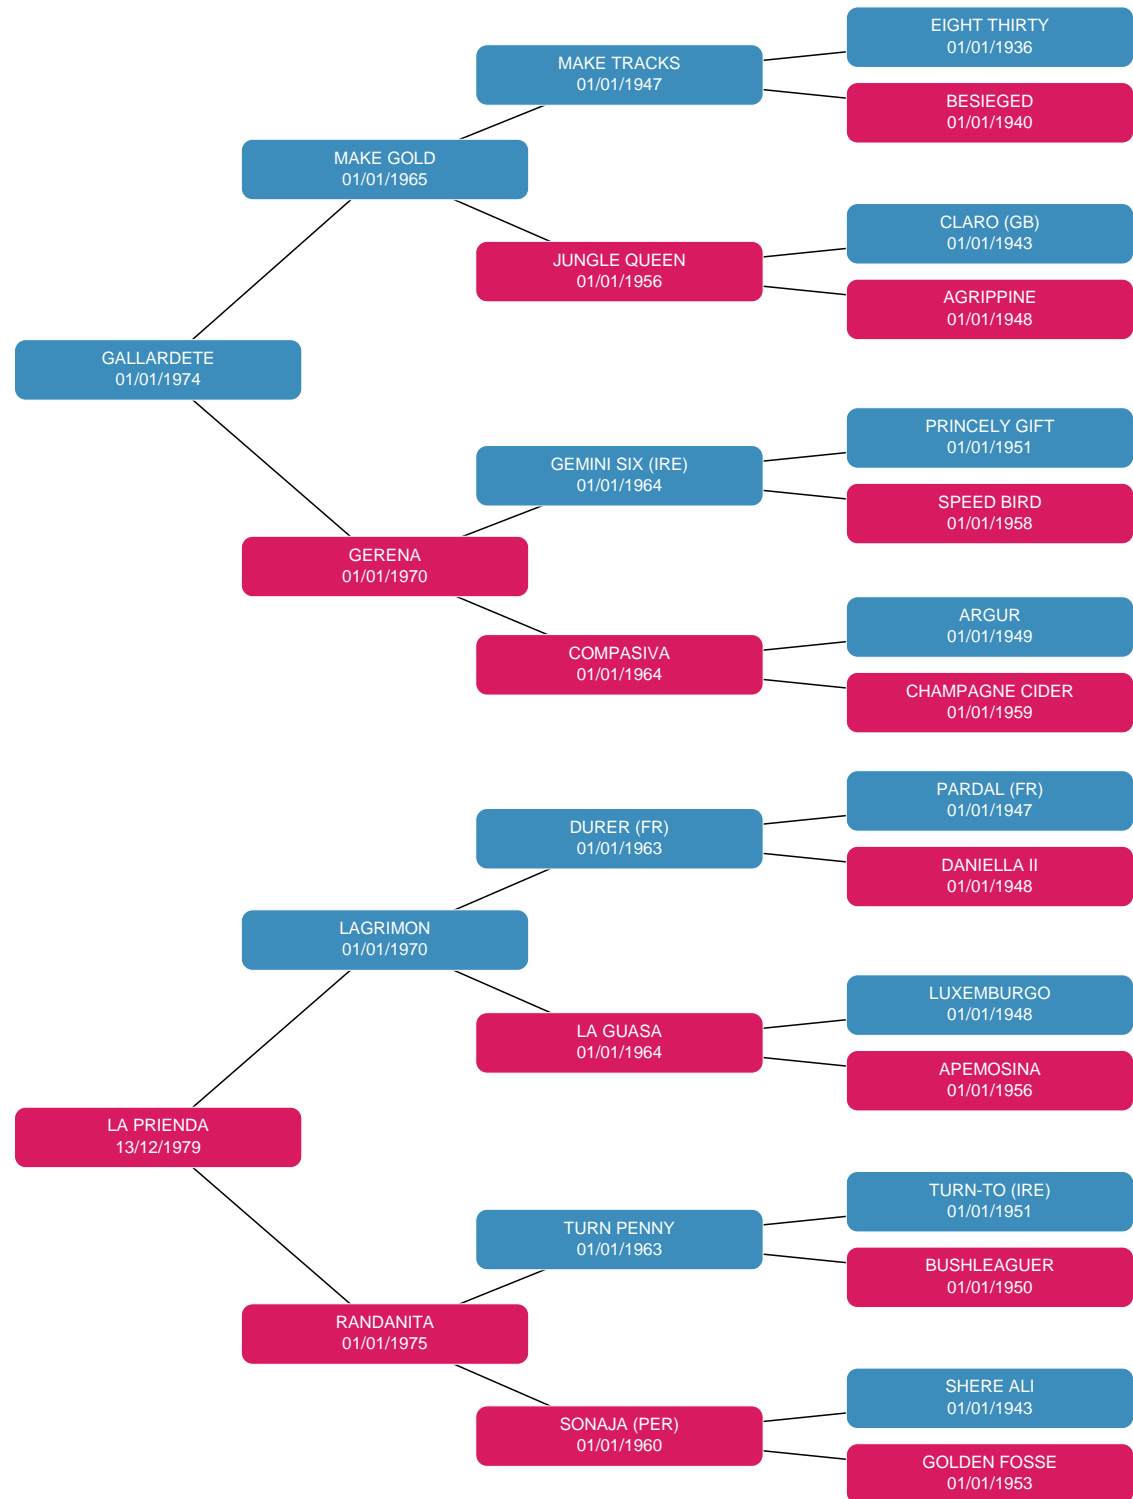 EIGHT THIRTY
01/01/1936
MAKE TRACKS
01/01/1947
BESIEGED
01/01/1940
MAKE GOLD
01/01/1965
CLARO (GB)
01/01/1943
JUNGLE QUEEN
01/01/1956
AGRIPPINE
01/01/1948
GALLARDETE
01/01/1974
PRINCELY GIFT
01/01/1951
GEMINI SIX (IRE)
01/01/1964
SPEED BIRD
01/01/1958
GERENA
01/01/1970
ARGUR
01/01/1949
COMPASIVA
01/01/1964
CHAMPAGNE CIDER
01/01/1959
PARDAL (FR)
01/01/1947
DURER (FR)
01/01/1963
DANIELLA II
01/01/1948
LAGRIMON
01/01/1970
LUXEMBURGO
01/01/1948
LA GUASA
01/01/1964
APEMOSINA
01/01/1956
LA PRIENDA
13/12/1979
TURN-TO (IRE)
01/01/1951
TURN PENNY
01/01/1963
BUSHLEAGUER
01/01/1950
RANDANITA
01/01/1975
SHERE ALI
01/01/1943
SONAJA (PER)
01/01/1960
GOLDEN FOSSE
01/01/1953